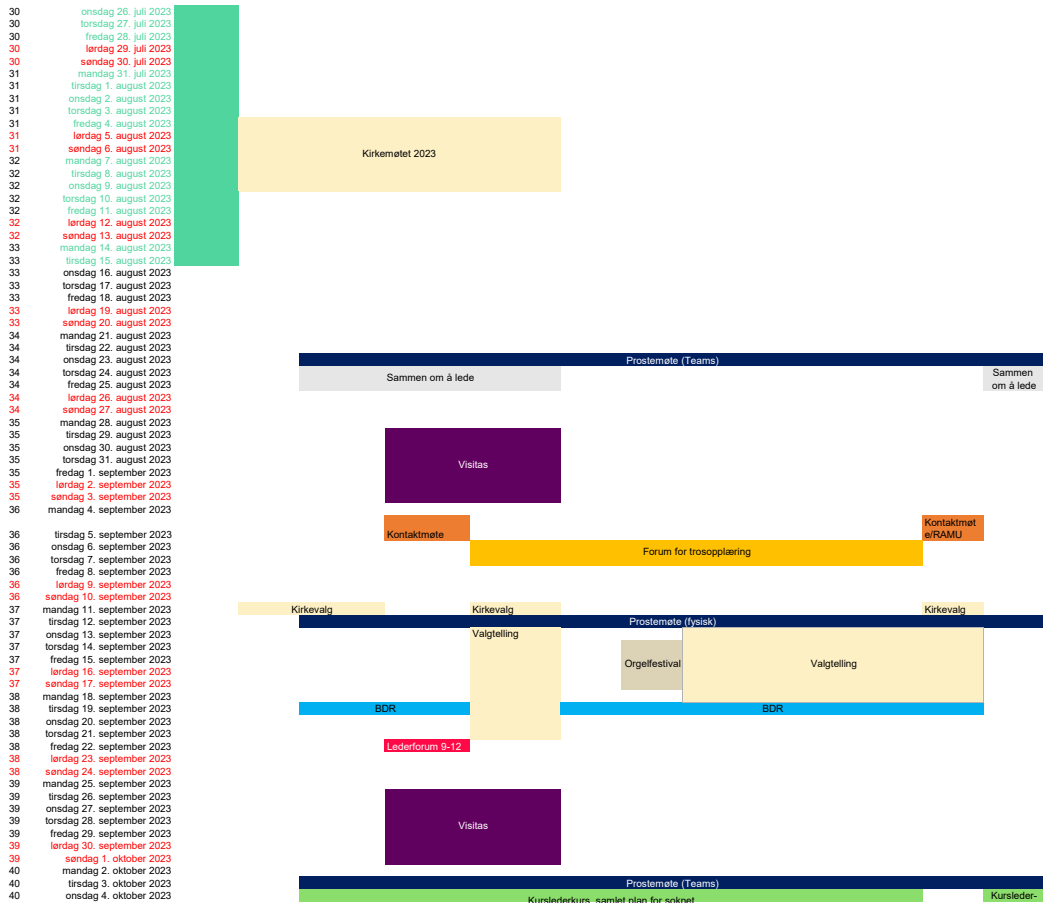 30 onsdag 26. juli 2023
30 torsdag 27. juli 2023
30 fredag 28. juli 2023
30 lørdag 29. juli 2023
30 søndag 30. juli 2023
31 mandag 31. juli 2023
31 tirsdag 1. august 2023
31 onsdag 2. august 2023
31 torsdag 3. august 2023
31 fredag 4. august 2023
31 lørdag 5. august 2023
31 søndag 6. august 2023
Kirkemøtet 2023
32 mandag 7. august 2023
32 tirsdag 8. august 2023
32 onsdag 9. august 2023
32 torsdag 10. august 2023
32 fredag 11. august 2023
32 lørdag 12. august 2023
32 søndag 13. august 2023
33 mandag 14. august 2023
33 tirsdag 15. august 2023
33 onsdag 16. august 2023
33 torsdag 17. august 2023
33 fredag 18. august 2023
33 lørdag 19. august 2023
33 søndag 20. august 2023
34 mandag 21. august 2023
34 tirsdag 22. august 2023
34 onsdag 23. august 2023 Prostemøte (Teams)
34 torsdag 24. august 2023 Sammen om å lede Sammen
34 fredag 25. august 2023 om å lede
34 lørdag 26. august 2023
34 søndag 27. august 2023
35 mandag 28. august 2023
35 tirsdag 29. august 2023
35 onsdag 30. august 2023
35 torsdag 31. august 2023 Visitas
35 fredag 1. september 2023
35 lørdag 2. september 2023
35 søndag 3. september 2023
36 mandag 4. september 2023
Kontaktmøt
36 tirsdag 5. september 2023 Kontaktmøte e/RAMU
36 onsdag 6. september 2023 Forum for trosopplæring
36 torsdag 7. september 2023
36 fredag 8. september 2023
36 lørdag 9. september 2023
36 søndag 10. september 2023
37 mandag 11. september 2023 Kirkevalg Kirkevalg Kirkevalg
37 tirsdag 12. september 2023 Prostemøte (fysisk)
37 onsdag 13. september 2023 Valgtelling
37 torsdag 14. september 2023
37 fredag 15. september 2023 Orgelfestival Valgtelling
37 lørdag 16. september 2023
37 søndag 17. september 2023
38 mandag 18. september 2023
38 tirsdag 19. september 2023 BDR BDR
38 onsdag 20. september 2023
38 torsdag 21. september 2023
38 fredag 22. september 2023 Lederforum 9-12
38 lørdag 23. september 2023
38 søndag 24. september 2023
39 mandag 25. september 2023
39 tirsdag 26. september 2023
39 onsdag 27. september 2023
39 torsdag 28. september 2023 Visitas
39 fredag 29. september 2023
39 lørdag 30. september 2023
39 søndag 1. oktober 2023
40 mandag 2. oktober 2023
40 tirsdag 3. oktober 2023 Prostemøte (Teams)
40 onsdag 4. oktober 2023 Kurslederkurs, samlet plan for soknet Kursleder-